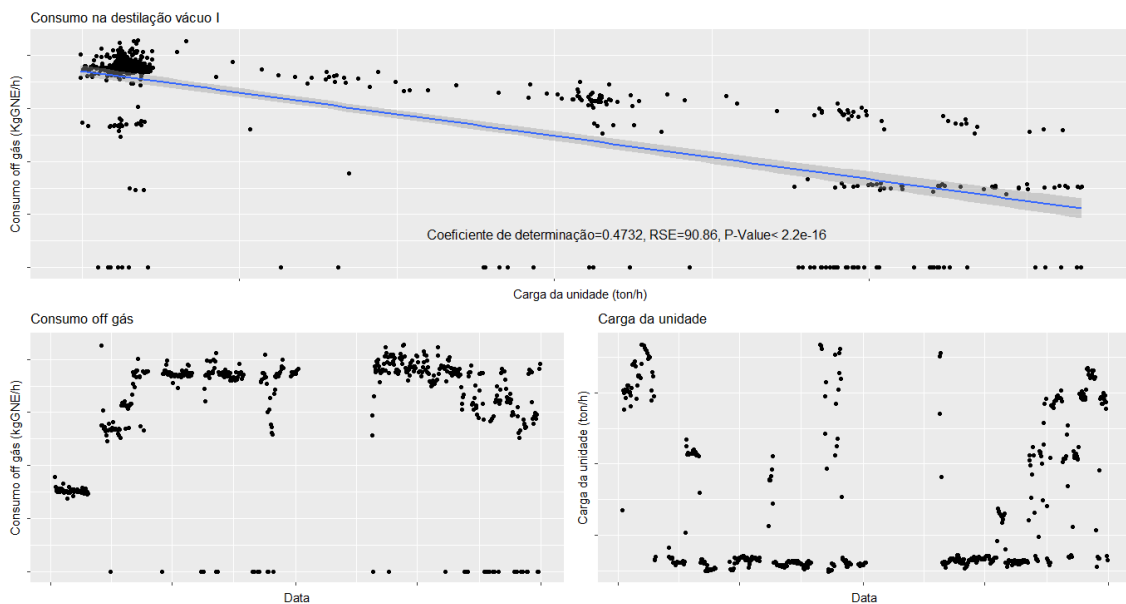 Consumo na destilação vácuo I
Consumo off gás (KgGNE/h)
Coeficiente de determinação=0.4732, RSE=90.86, P-Value< 2.2e-16
Carga da unidade (ton/h)
Consumo off gás
Consumo off gás (kgGNE/h)
Data
Carga da unidade
Carga da unidade (ton/h)
Data